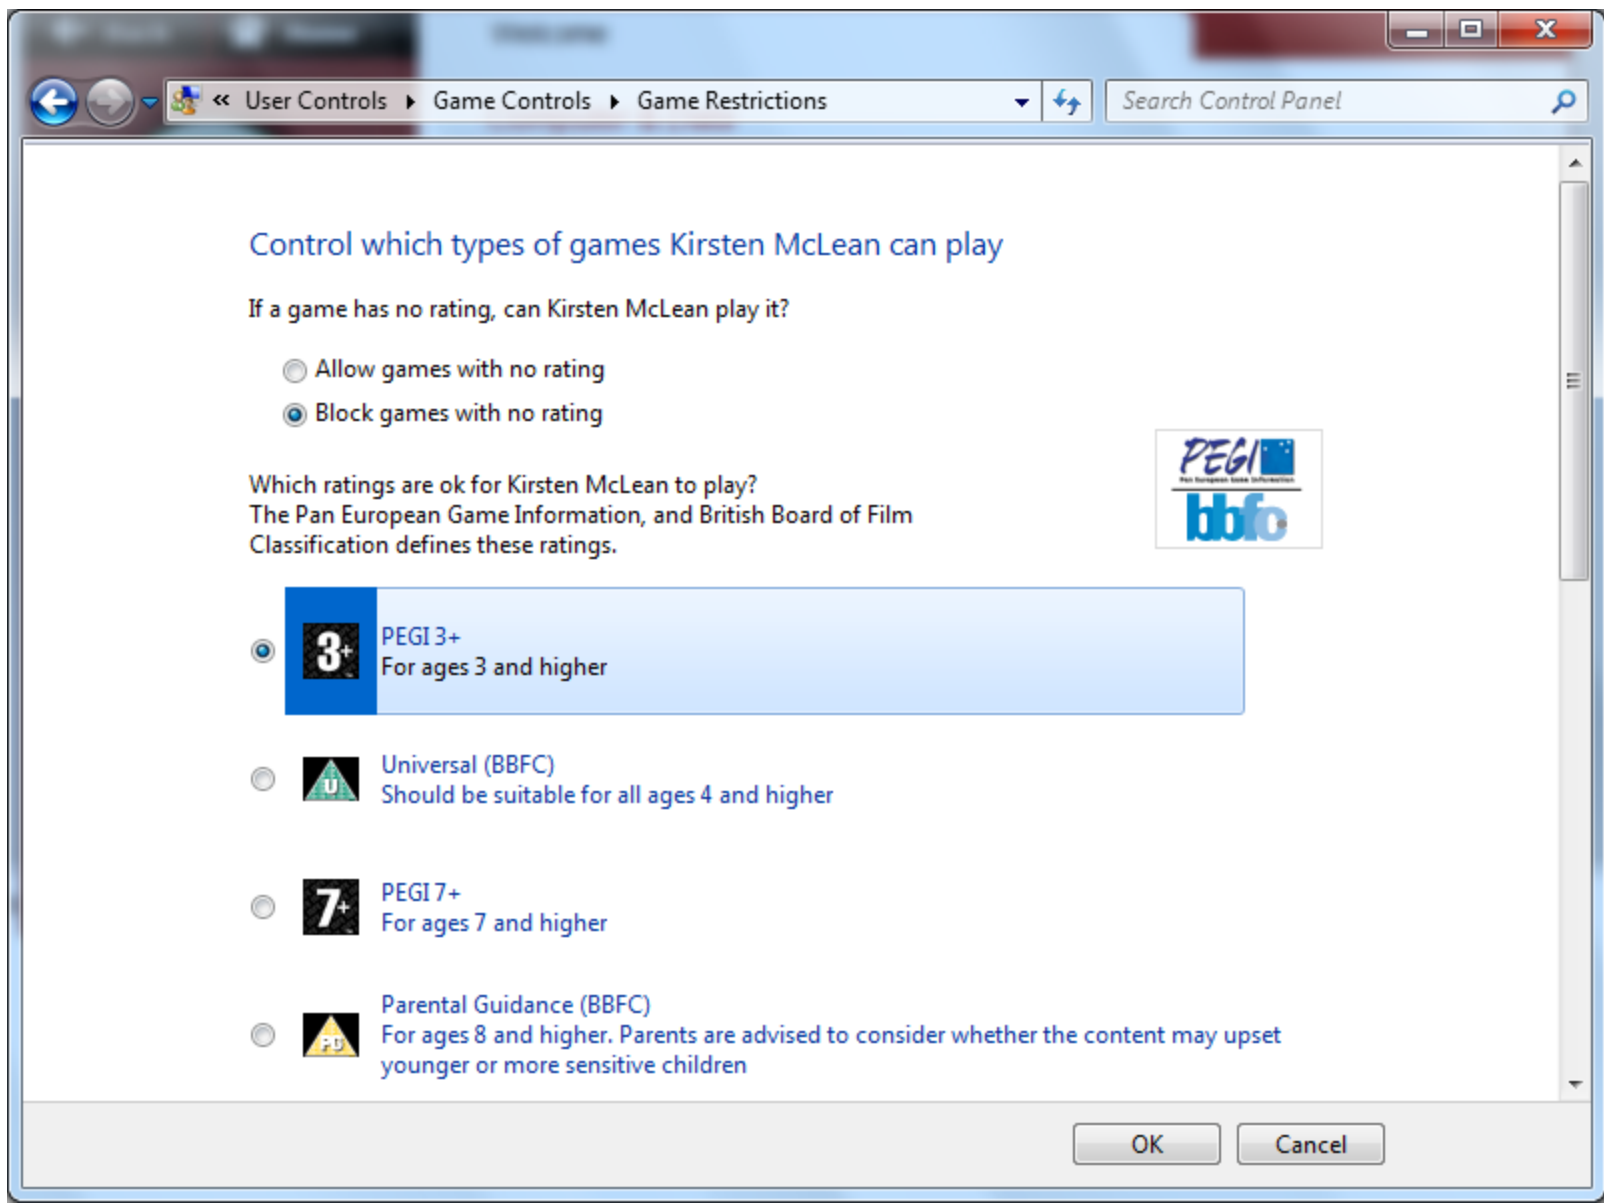 Welcome
« User Controls ▸ Game Controls ▸ Game Restrictions
Search Control Panel
Control which types of games Kirsten McLean can play
If a game has no rating, can Kirsten McLean play it?
Allow games with no rating
Block games with no rating
PEGI
Pan European Game Information
bbfc
Which ratings are ok for Kirsten McLean to play?
The Pan European Game Information, and British Board of Film
Classification defines these ratings.
3+
PEGI 3+
For ages 3 and higher
U
Universal (BBFC)
Should be suitable for all ages 4 and higher
7+
PEGI 7+
For ages 7 and higher
PG
Parental Guidance (BBFC)
For ages 8 and higher. Parents are advised to consider whether the content may upset
younger or more sensitive children
OK
Cancel